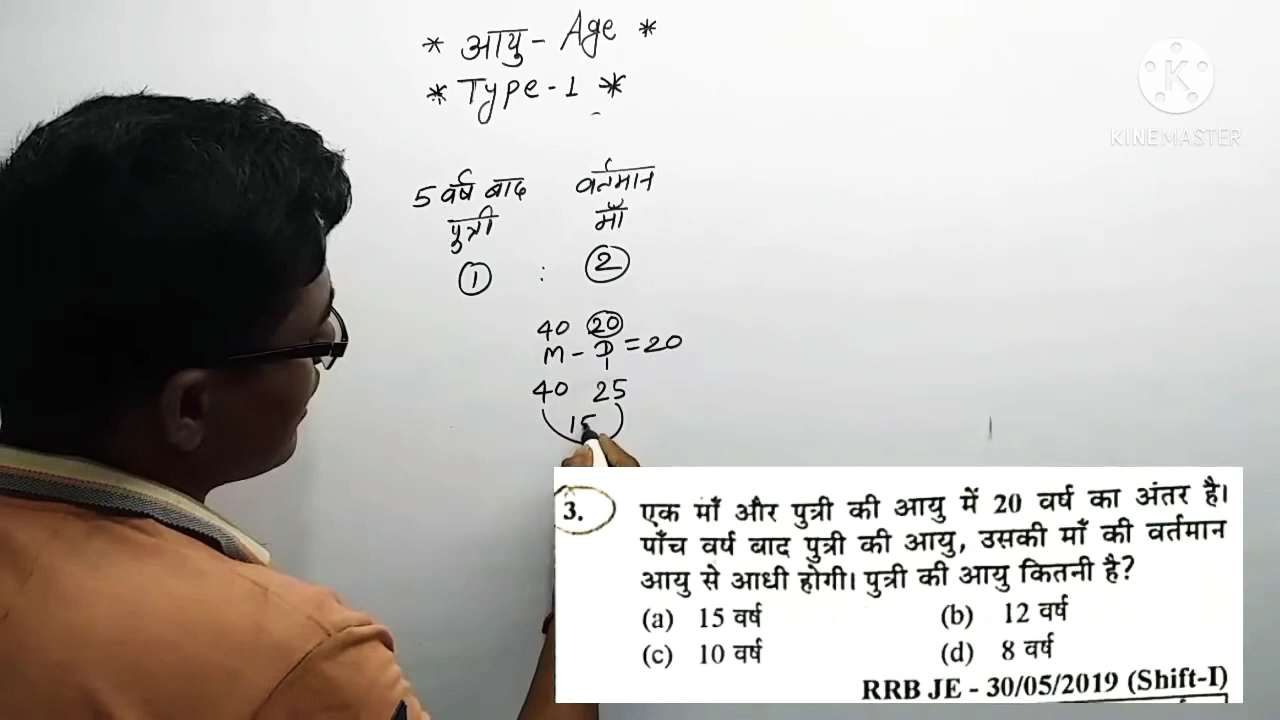 * आयु - Age *
* Type - 1 *
5 वर्ष बाद वर्तमान
पुत्री माँ
1 : 2
40 20
M - D = 20
40 25
15
KINEMASTER
3. एक माँ और पुत्री की आयु में 20 वर्ष का अंतर है।
पाँच वर्ष बाद पुत्री की आयु, उसकी माँ की वर्तमान
आयु से आधी होगी। पुत्री की आयु कितनी है?
(a) 15 वर्ष (b) 12 वर्ष
(c) 10 वर्ष (d) 8 वर्ष
RRB JE - 30/05/2019 (Shift-I)